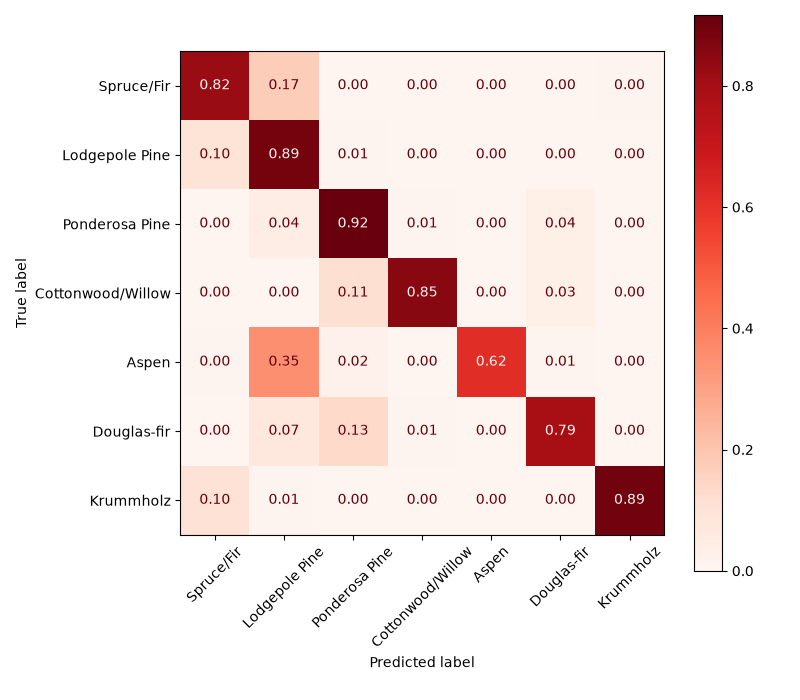 Spruce/Fir 0.82 0.17 0.00 0.00 0.00 0.00 0.00
Lodgepole Pine 0.10 0.89 0.01 0.00 0.00 0.00 0.00
Ponderosa Pine 0.00 0.04 0.92 0.01 0.00 0.04 0.00
Cottonwood/Willow 0.00 0.00 0.11 0.85 0.00 0.03 0.00
Aspen 0.00 0.35 0.02 0.00 0.62 0.01 0.00
Douglas-fir 0.00 0.07 0.13 0.01 0.00 0.79 0.00
Krummholz 0.10 0.01 0.00 0.00 0.00 0.00 0.89
True label
Spruce/Fir
Lodgepole Pine
Ponderosa Pine
Cottonwood/Willow
Aspen
Douglas-fir
Krummholz
Predicted label
0.8
0.6
0.4
0.2
0.0